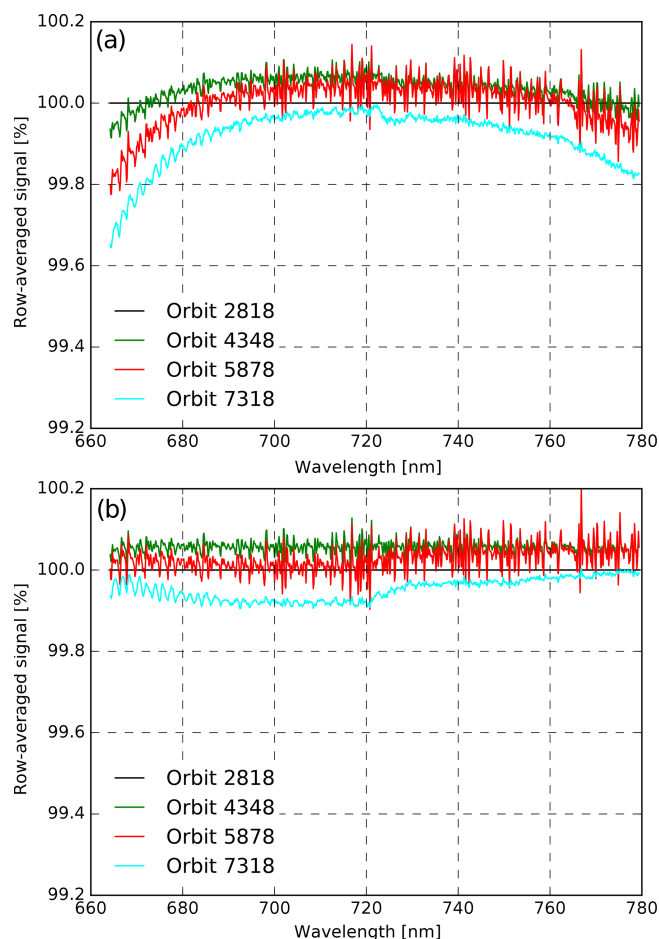 (a)
100.2
100.0
99.8
99.6
99.4
99.2
Row-averaged signal [%]
Orbit 2818
Orbit 4348
Orbit 5878
Orbit 7318
660 680 700 720 740 760 780
Wavelength [nm]
(b)
100.2
100.0
99.8
99.6
99.4
99.2
Row-averaged signal [%]
Orbit 2818
Orbit 4348
Orbit 5878
Orbit 7318
660 680 700 720 740 760 780
Wavelength [nm]